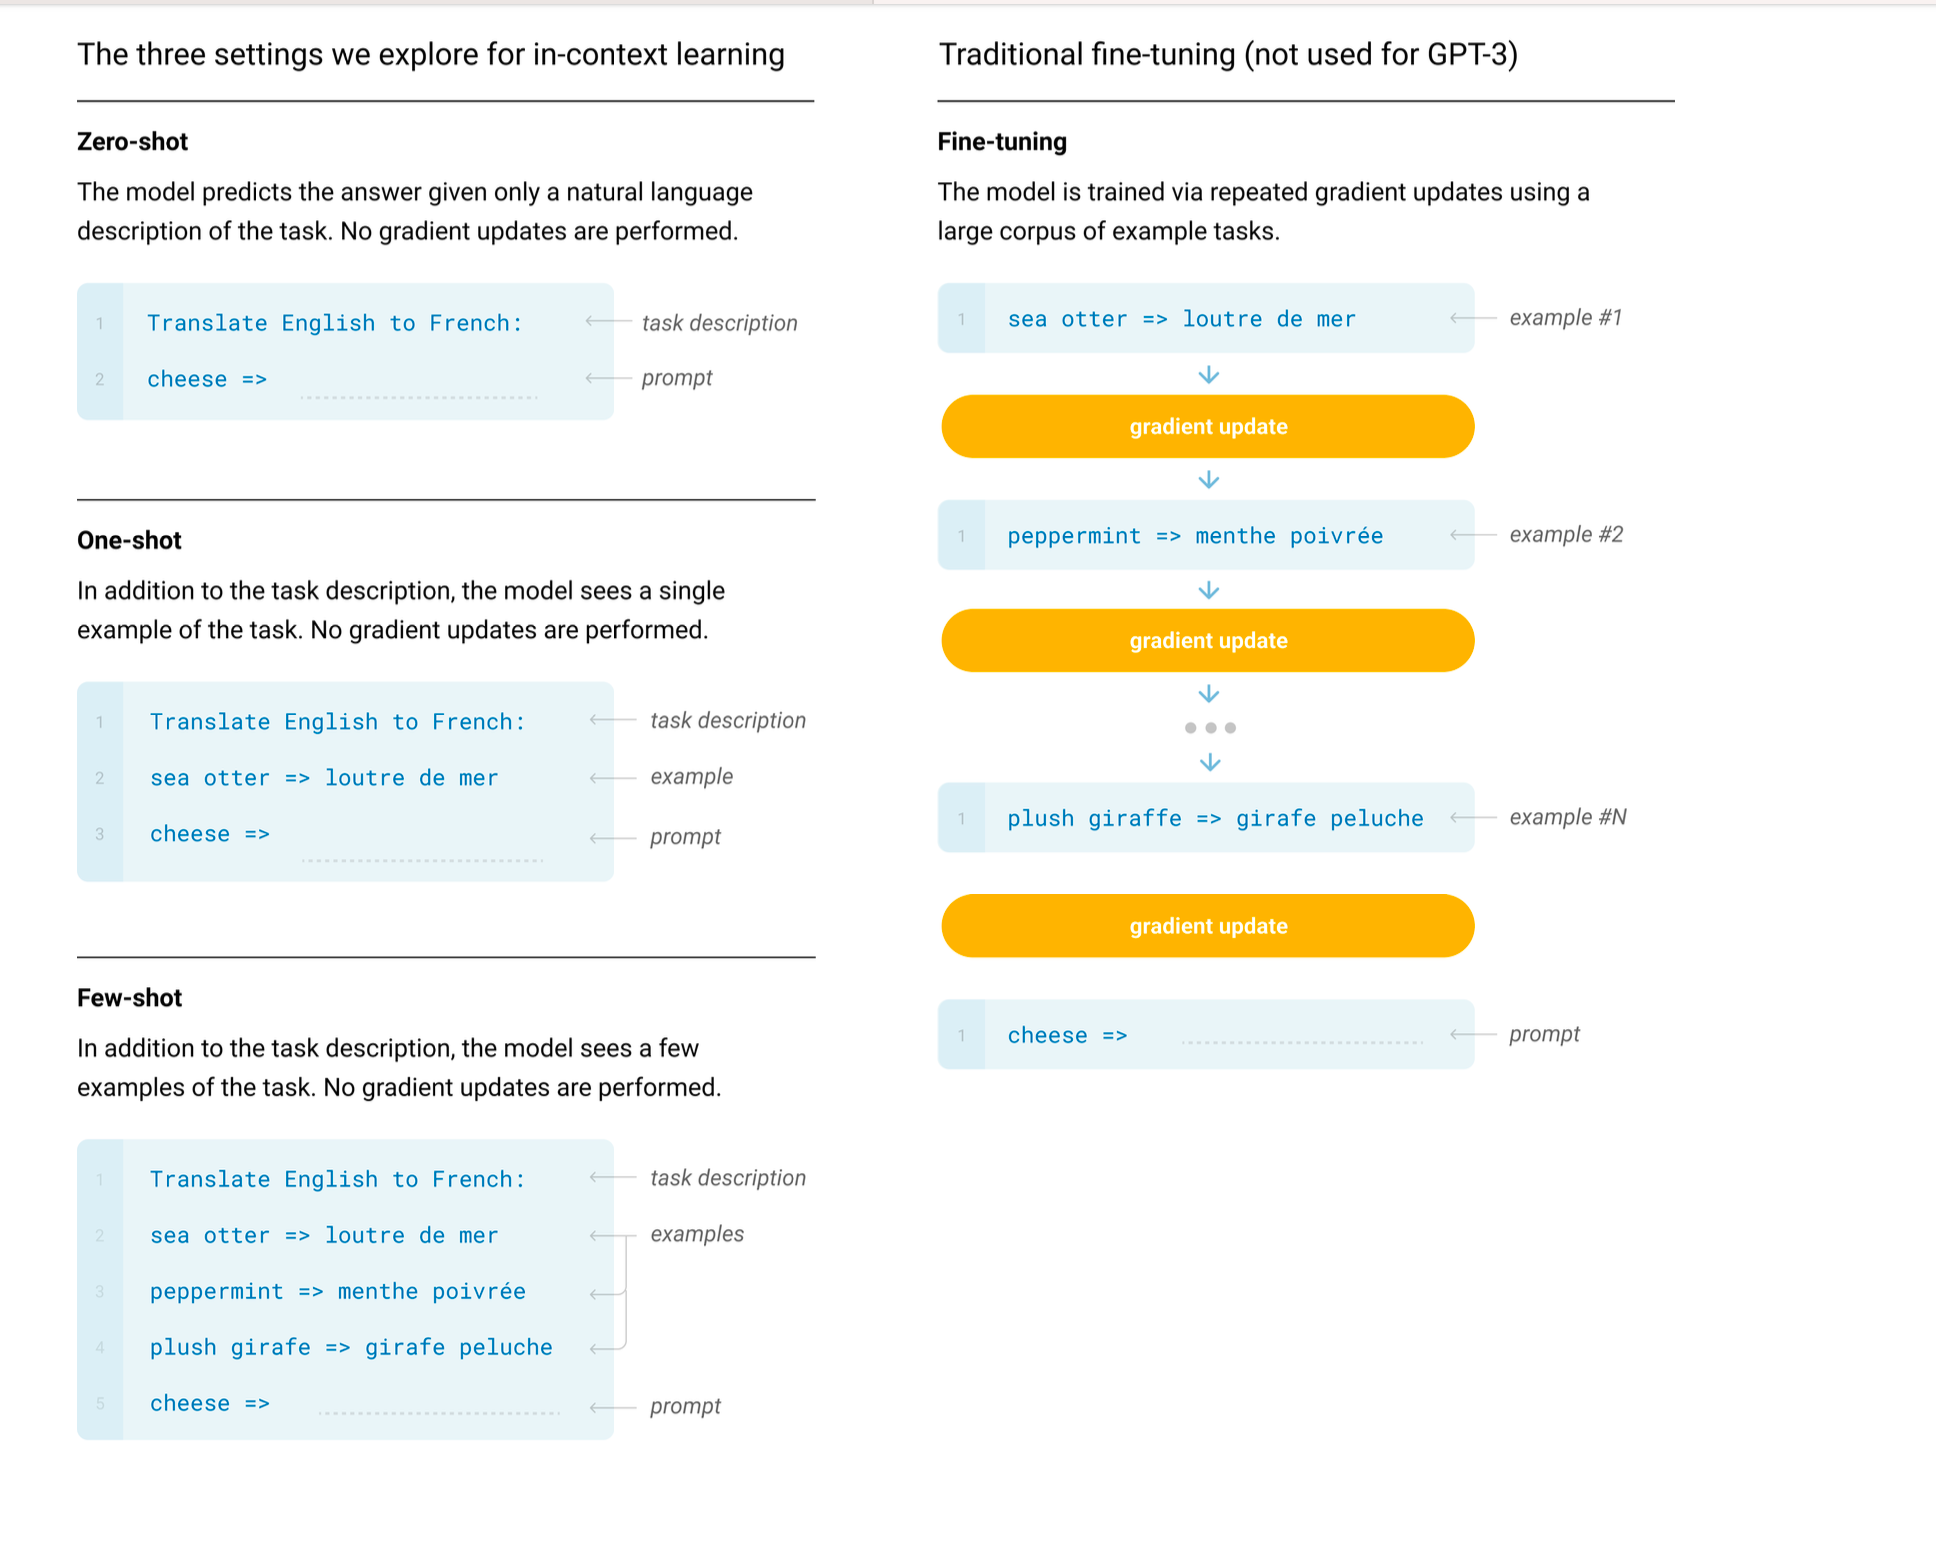 The three settings we explore for in-context learning
Zero-shot
The model predicts the answer given only a natural language
description of the task. No gradient updates are performed.
1 Translate English to French: task description
2 cheese => prompt
One-shot
In addition to the task description, the model sees a single
example of the task. No gradient updates are performed.
1 Translate English to French: task description
2 sea otter => loutre de mer example
3 cheese => prompt
Few-shot
In addition to the task description, the model sees a few
examples of the task. No gradient updates are performed.
1 Translate English to French: task description
2 sea otter => loutre de mer examples
3 peppermint => menthe poivrée
4 plush girafe => girafe peluche
5 cheese => prompt
Traditional fine-tuning (not used for GPT-3)
Fine-tuning
The model is trained via repeated gradient updates using a
large corpus of example tasks.
1 sea otter => loutre de mer example #1
gradient update
1 peppermint => menthe poivrée example #2
gradient update
1 plush giraffe => girafe peluche example #N
gradient update
1 cheese => prompt